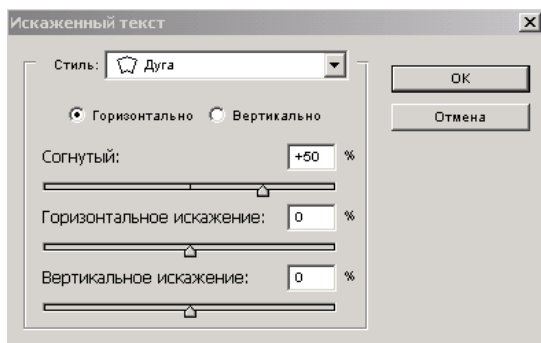 Искаженный текст
Стиль: Дуга
OK
Горизонтально Вертикально
Отмена
Согнутый: +50 %
Горизонтальное искажение: 0 %
Вертикальное искажение: 0 %